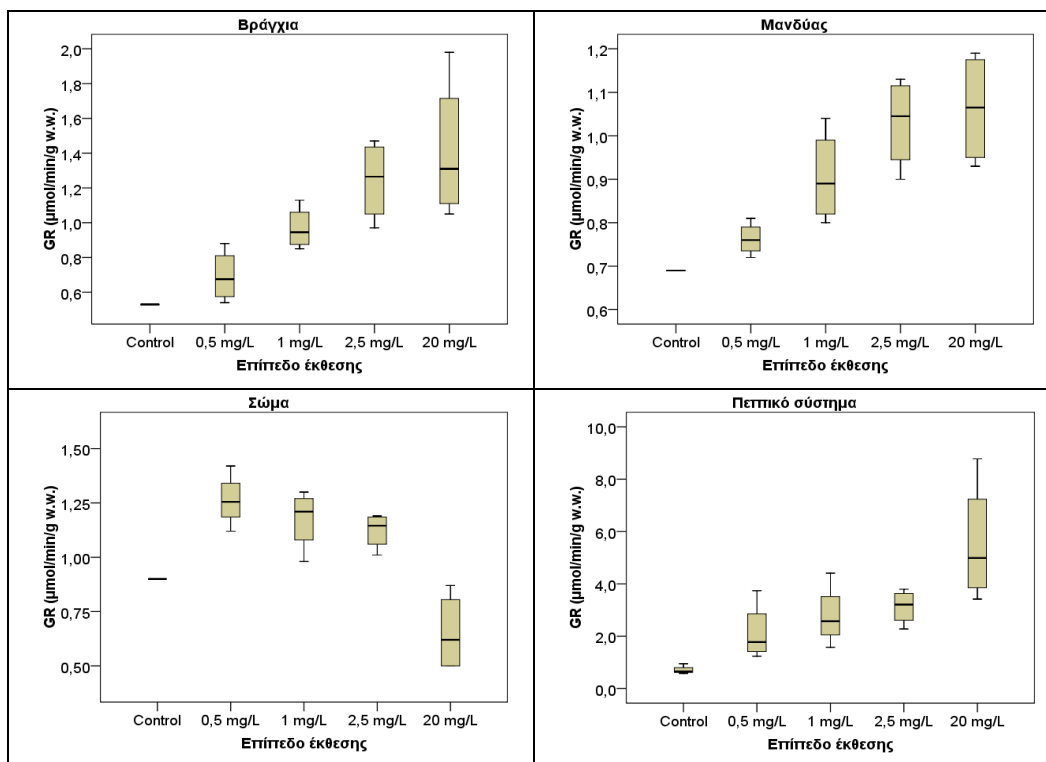 Βράγχια
GR (μmol/min/g w.w.)
2,0
1,8
1,6
1,4
1,2
1,0
0,8
0,6
Control 0,5 mg/L 1 mg/L 2,5 mg/L 20 mg/L
Επίπεδο έκθεσης
Μανδύας
GR (μmol/min/g w.w.)
1,2
1,1
1,0
0,9
0,8
0,7
0,6
Control 0,5 mg/L 1 mg/L 2,5 mg/L 20 mg/L
Επίπεδο έκθεσης
Σώμα
GR (μmol/min/g w.w.)
1,50
1,25
1,00
0,75
0,50
Control 0,5 mg/L 1 mg/L 2,5 mg/L 20 mg/L
Επίπεδο έκθεσης
Πεπτικό σύστημα
GR (μmol/min/g w.w.)
10,0
8,0
6,0
4,0
2,0
0,0
Control 0,5 mg/L 1 mg/L 2,5 mg/L 20 mg/L
Επίπεδο έκθεσης